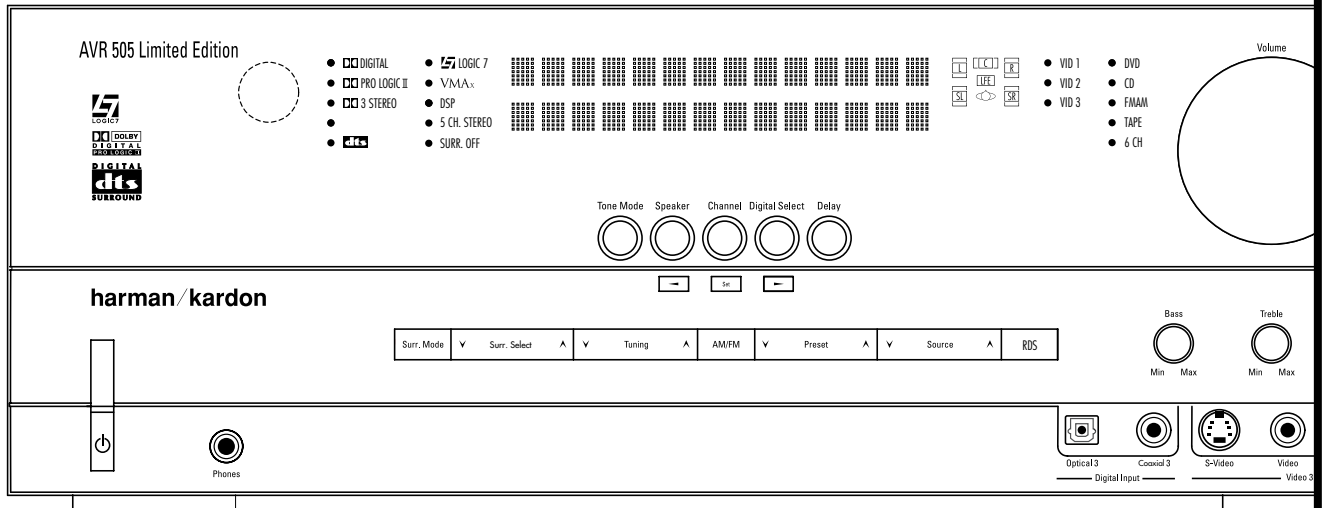 AVR 505 Limited Edition
Volume
DIGITAL
PRO LOGIC II
3 STEREO
dts
LOGIC 7
VMAx
DSP
5 CH. STEREO
SURR. OFF
L C R
LFE
SL SR
VID 1
VID 2
VID 3
DVD
CD
FMAM
TAPE
6 CH
LOGIC7
DOLBY
DIGITAL
PRO LOGIC II
DIGITAL
dts
SURROUND
Tone Mode Speaker Channel Digital Select Delay
Set
harman/kardon
Bass Treble
Surr. Mode Surr. Select Tuning AM/FM Preset Source RDS
Min Max Min Max
Phones
Optical 3 Coaxial 3 S-Video Video
Digital Input Video 3